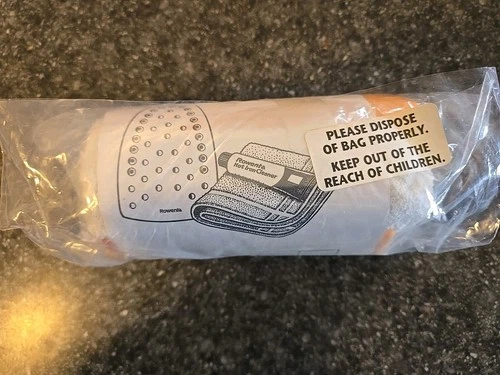 Rowenta
Rowenta
Hot Iron Cleaner
PLEASE DISPOSE
OF BAG PROPERLY.
KEEP OUT OF THE
REACH OF CHILDREN.